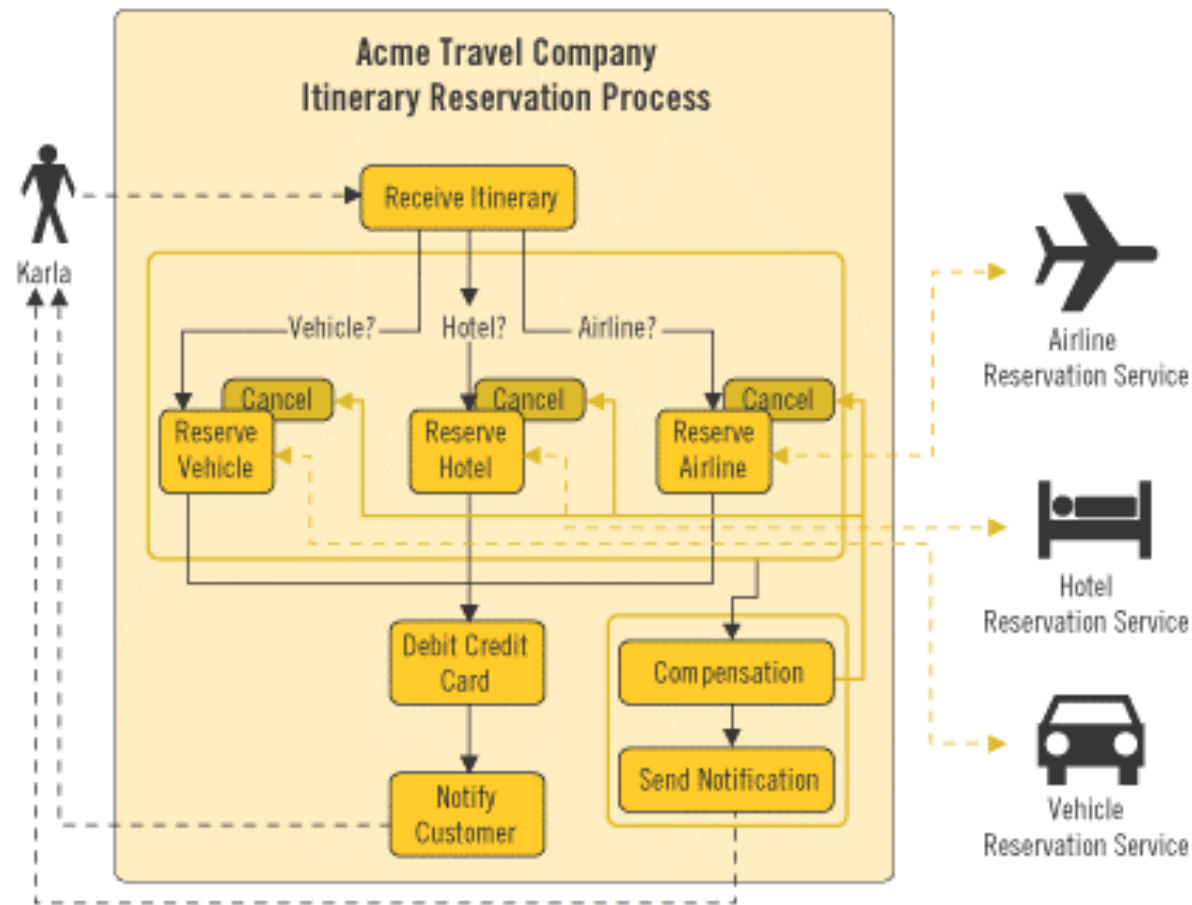 Acme Travel Company
Itinerary Reservation Process
Receive Itinerary
Karla
Vehicle?
Hotel?
Airline?
Cancel
Cancel
Cancel
Reserve
Vehicle
Reserve
Hotel
Reserve
Airline
Airline
Reservation Service
Hotel
Reservation Service
Debit Credit
Card
Compensation
Send Notification
Notify
Customer
Vehicle
Reservation Service